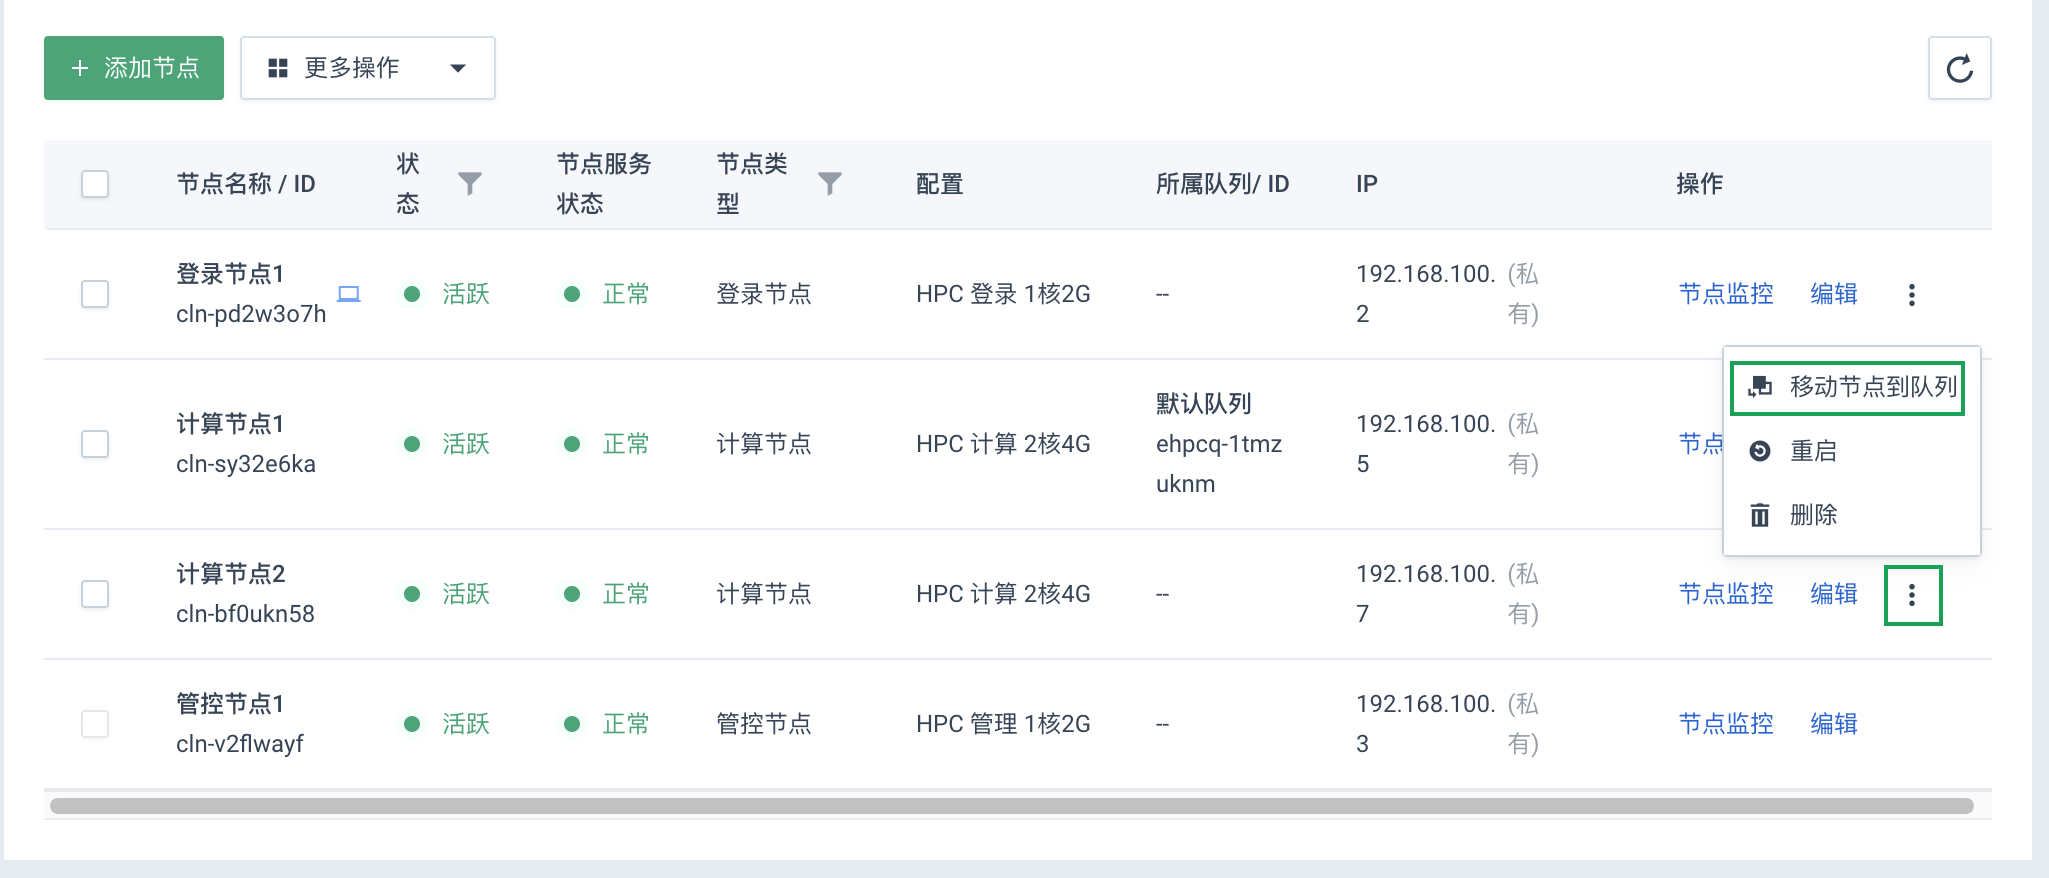 + 添加节点
更多操作
节点名称 / ID
状
态
节点服务
状态
节点类
型
配置
所属队列/ ID
IP
操作
登录节点1
cln-pd2w3o7h
活跃
正常
登录节点
HPC 登录 1核2G
--
192.168.100.
2
(私
有)
节点监控
编辑
计算节点1
cln-sy32e6ka
活跃
正常
计算节点
HPC 计算 2核4G
默认队列
ehpcq-1tmz
uknm
192.168.100.
5
(私
有)
节点
移动节点到队列
重启
删除
计算节点2
cln-bf0ukn58
活跃
正常
计算节点
HPC 计算 2核4G
--
192.168.100.
7
(私
有)
节点监控
编辑
管控节点1
cln-v2flwayf
活跃
正常
管控节点
HPC 管理 1核2G
--
192.168.100.
3
(私
有)
节点监控
编辑